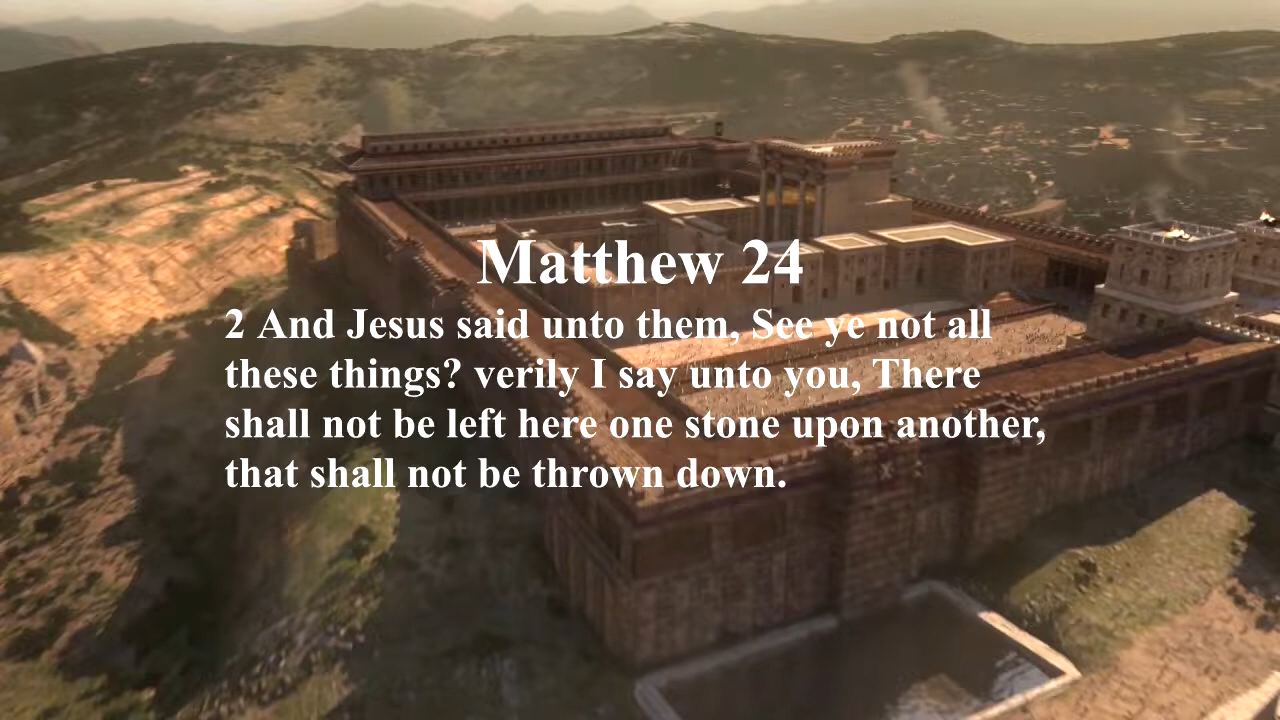 Matthew 24
2 And Jesus said unto them, See ye not all
these things? verily I say unto you, There
shall not be left here one stone upon another,
that shall not be thrown down.